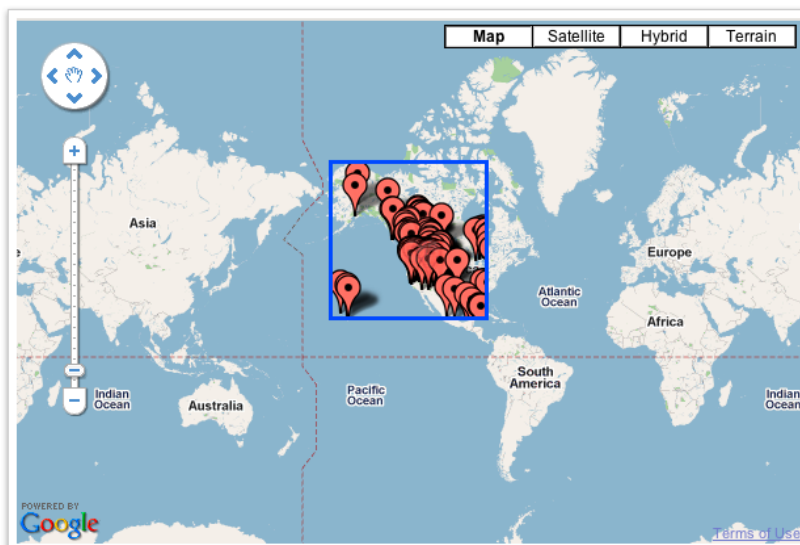 Map Satellite Hybrid Terrain
Asia
Europe
Atlantic
Ocean
Africa
South
America
Indian
Ocean
Australia
Pacific
Ocean
Indian
Ocean
POWERED BY
Google
Terms of Use